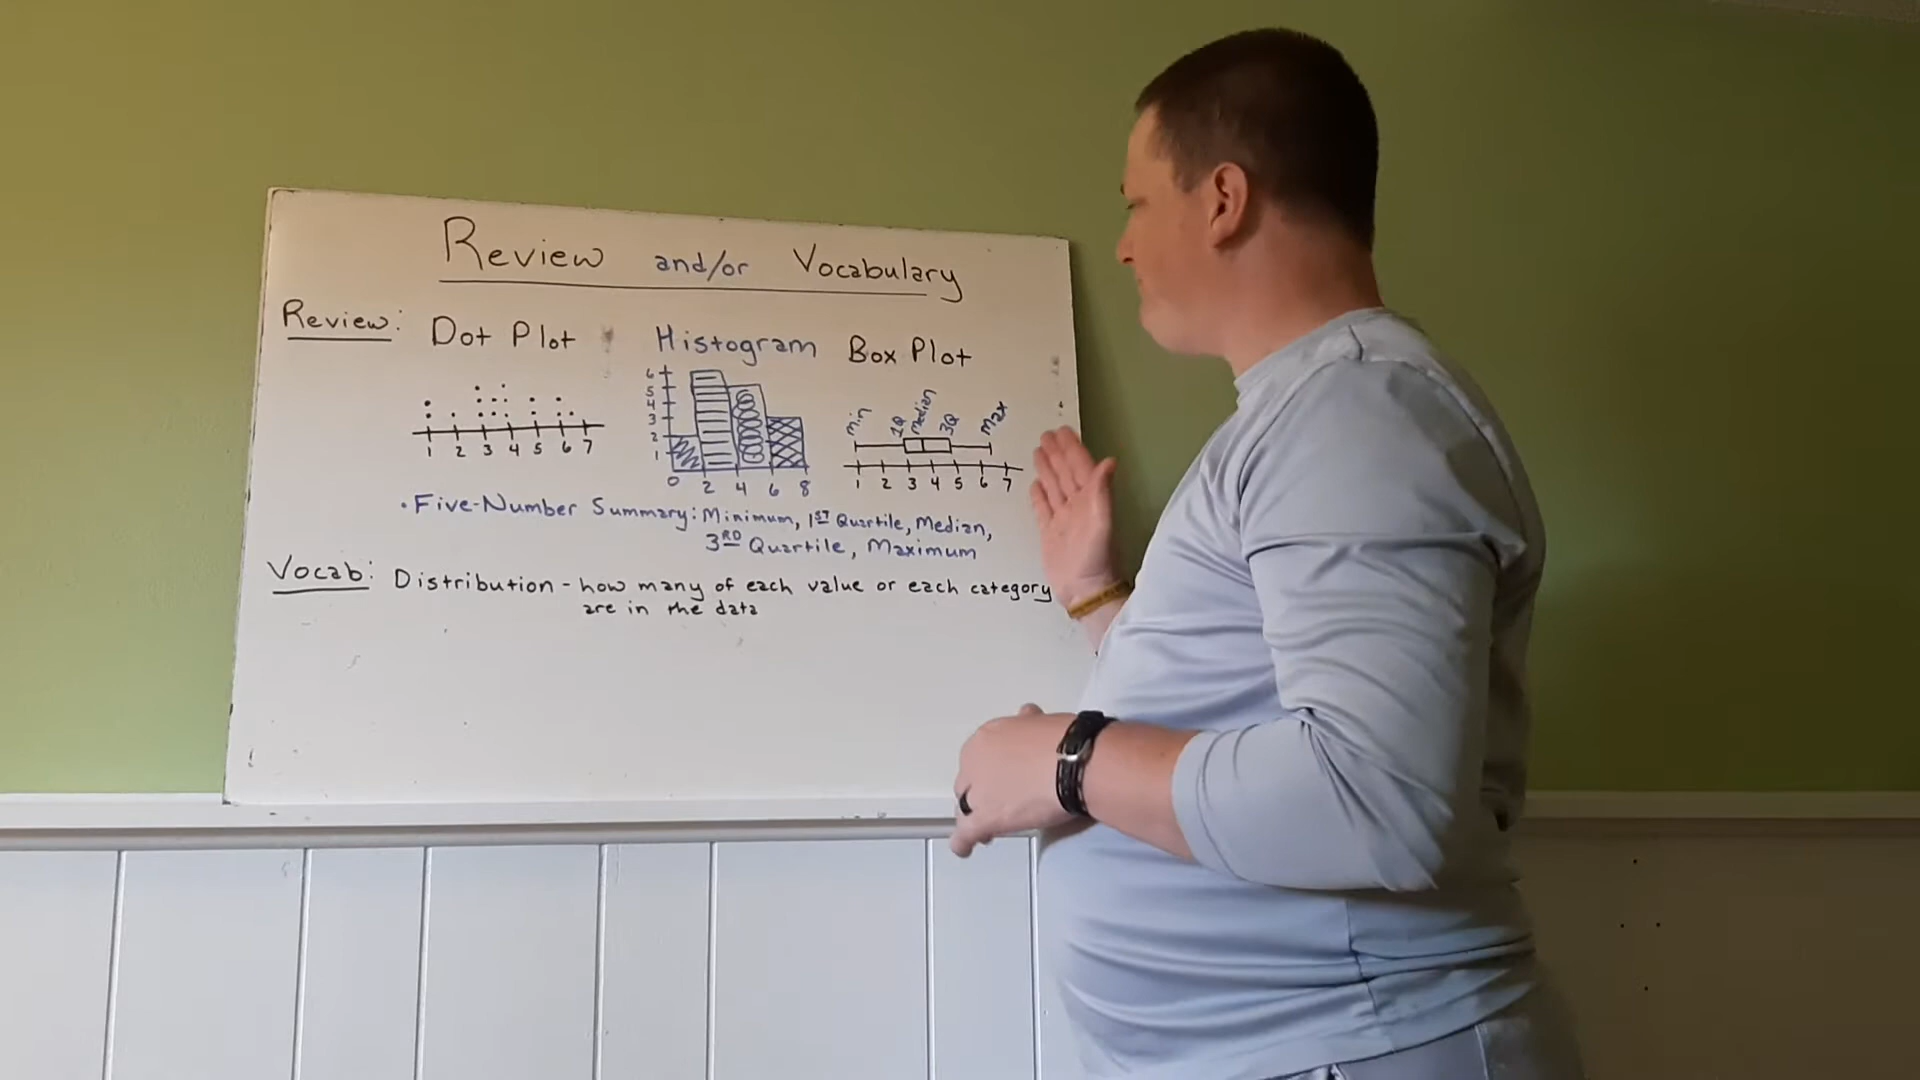 Review and/or Vocabulary
Review: Dot Plot Histogram Box Plot
1 2 3 4 5 6 7
6
5
4
3
2
1
0 2 4 6 8
min 1Q Median 3Q Max
1 2 3 4 5 6 7
• Five-Number Summary: Minimum, 1ST Quartile, Median,
3RD Quartile, Maximum
Vocab: Distribution - how many of each value or each category
are in the data